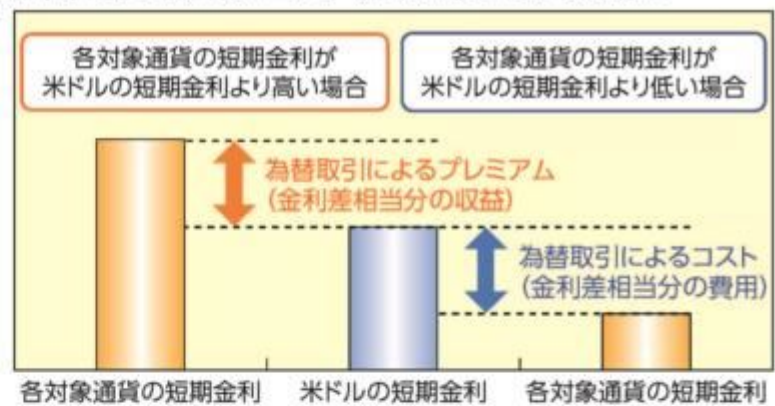 各対象通貨の短期金利が
米ドルの短期金利より高い場合
各対象通貨の短期金利が
米ドルの短期金利より低い場合
為替取引によるプレミアム
(金利差相当分の収益)
為替取引によるコスト
(金利差相当分の費用)
各対象通貨の短期金利
米ドルの短期金利
各対象通貨の短期金利